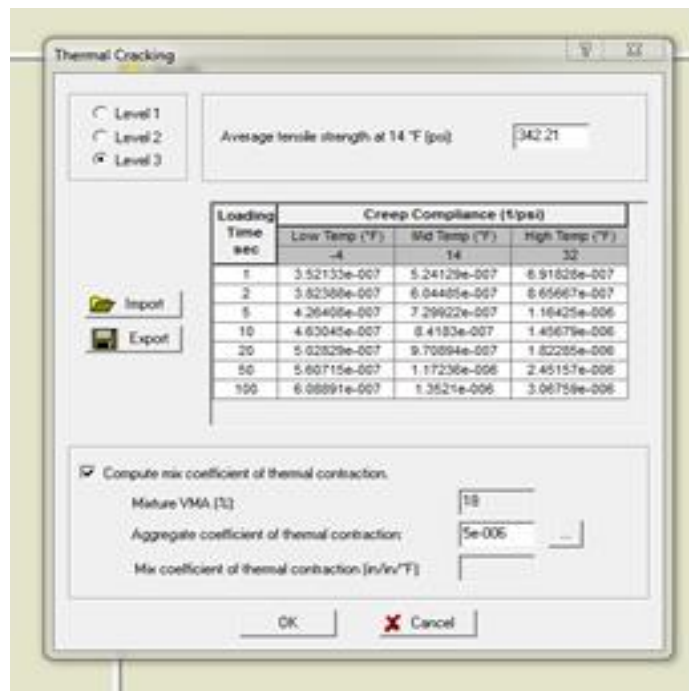 Thermal Cracking
Level 1
Level 2
Level 3
Average tensile strength at 14 °F (psi):
342.21
Loading Time sec
Creep Compliance (1/psi)
Low Temp (°F) Mid Temp (°F) High Temp (°F)
-4 14 32
1 3.52133e-007 5.24129e-007 6.91828e-007
2 3.82388e-007 6.04485e-007 8.65667e-007
5 4.26408e-007 7.29922e-007 1.16425e-006
10 4.63045e-007 8.4183e-007 1.45679e-006
20 5.02829e-007 9.70894e-007 1.82285e-006
50 5.60715e-007 1.17236e-006 2.45157e-006
100 6.08891e-007 1.3521e-006 3.06759e-006
Import
Export
Compute mix coefficient of thermal contraction.
Mixture VMA (%)
18
Aggregate coefficient of thermal contraction:
5e-006
...
Mix coefficient of thermal contraction (in/in/°F):
OK
Cancel